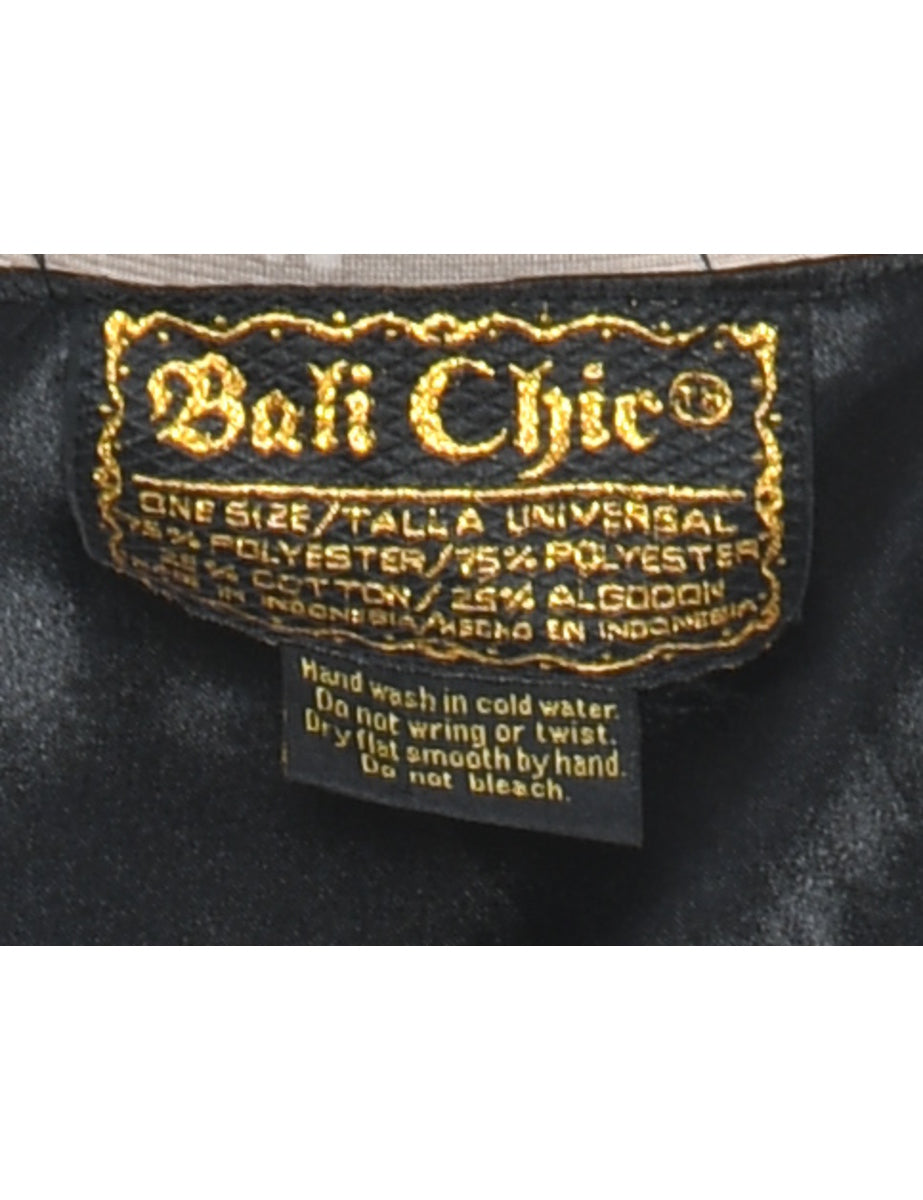 Bali Chic TM
ONE SIZE/TALLA UNIVERSAL
75% POLYESTER/75% POLYESTER
25% COTTON/25% ALGODON
MADE IN INDONESIA/HECHO EN INDONESIA
Hand wash in cold water.
Do not wring or twist.
Dry flat smooth by hand.
Do not bleach.